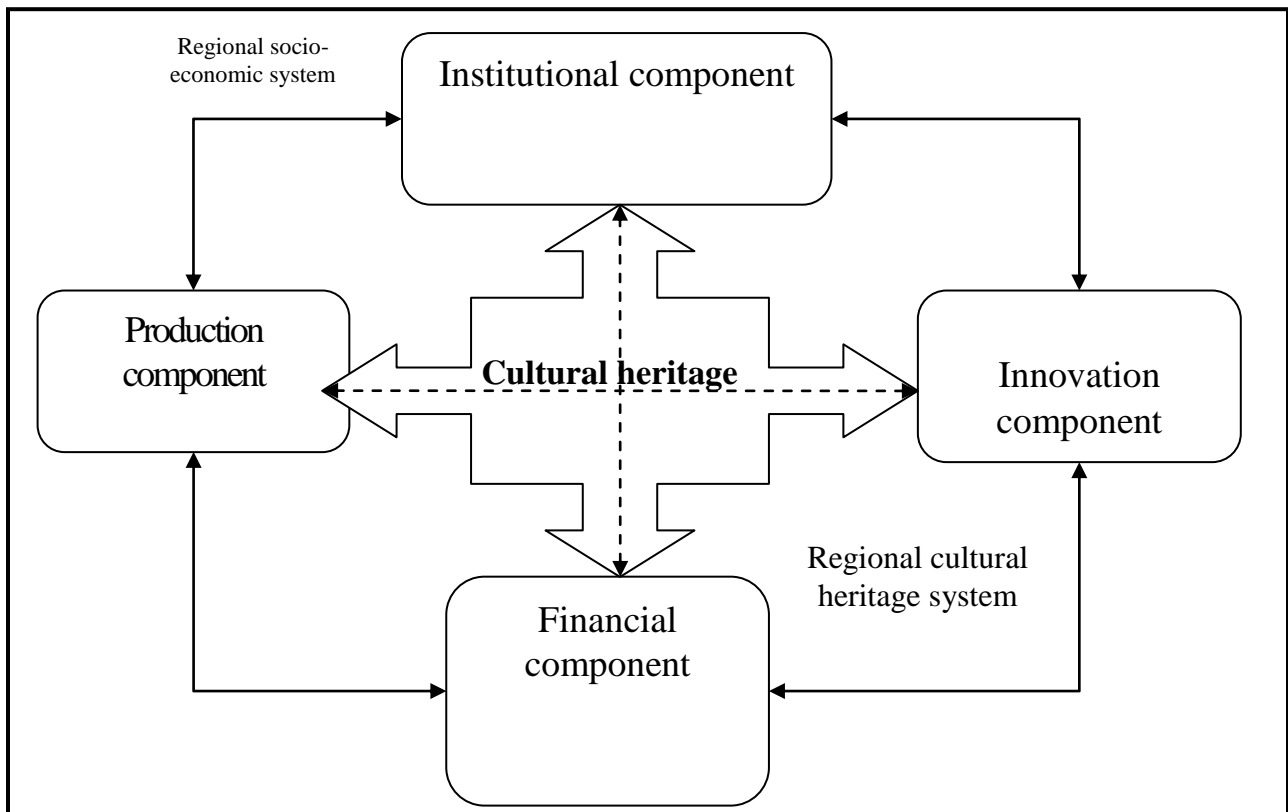 Regional socio-
economic system
Institutional component
Production
component
Cultural heritage
Innovation
component
Regional cultural
heritage system
Financial
component